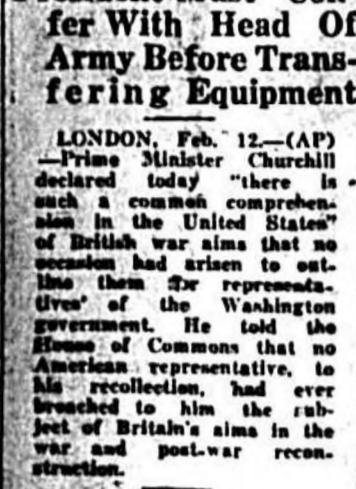 fer With Head Of
Army Before Trans-
fering Equipment
LONDON, Feb. 12.—(AP)
—Prime Minister Churchill
declared today "there is
such a common comprehen-
sion in the United States"
of British war aims that no
occasion had arisen to out-
line them for representa-
tives' of the Washington
government. He told the
House of Commons that no
American representative, to
his recollection, had ever
broached to him the sub-
ject of Britain's aims in the
war and post-war recon-
struction.